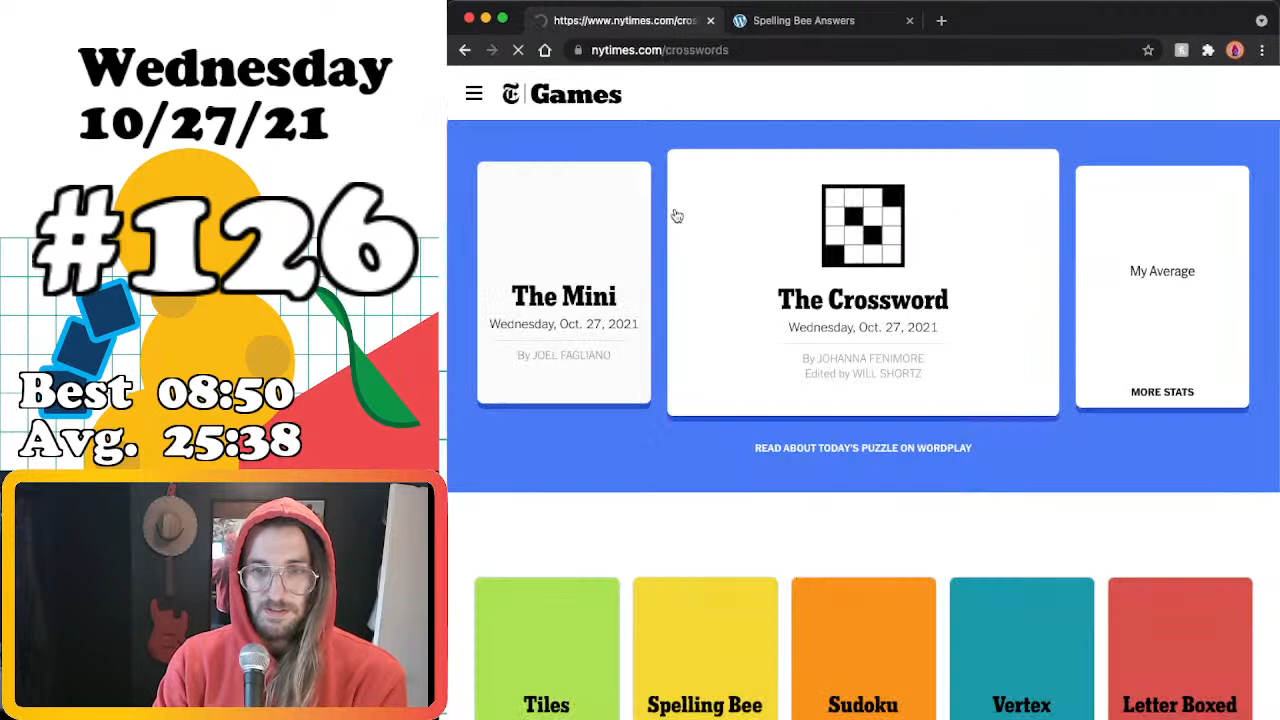 Wednesday
10/27/21
#126
Best 08:50
Avg. 25:38
https://www.nytimes.com/cros
Spelling Bee Answers
nytimes.com/crosswords
T Games
The Mini
Wednesday, Oct. 27, 2021
By JOEL FAGLIANO
The Crossword
Wednesday, Oct. 27, 2021
By JOHANNA FENIMORE
Edited by WILL SHORTZ
My Average
MORE STATS
READ ABOUT TODAY'S PUZZLE ON WORDPLAY
Tiles
Spelling Bee
Sudoku
Vertex
Letter Boxed